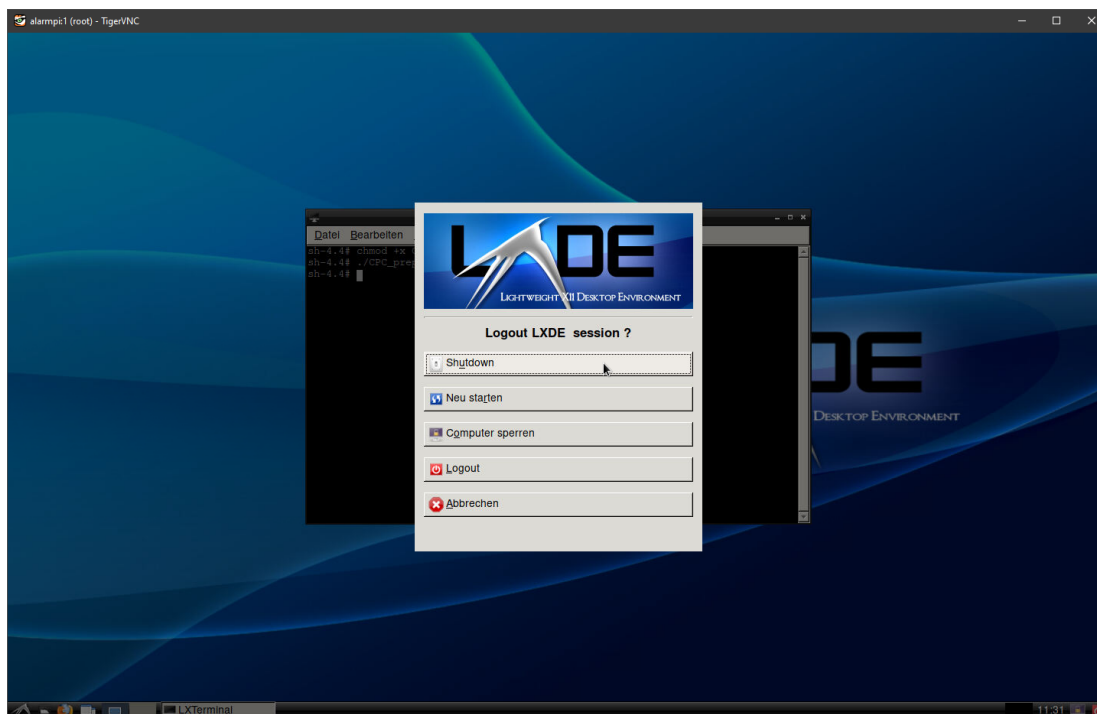 alarmpi:1 (root) - TigerVNC
Datei Bearbeiten
sh-4.4# chmod +x
sh-4.4# ./CPC_prep
sh-4.4#
LXDE
Lightweight X11 Desktop Environment
Logout LXDE session ?
Shutdown
Neu starten
Computer sperren
Logout
Abbrechen
DE
Desktop Environment
LXTerminal
11:31